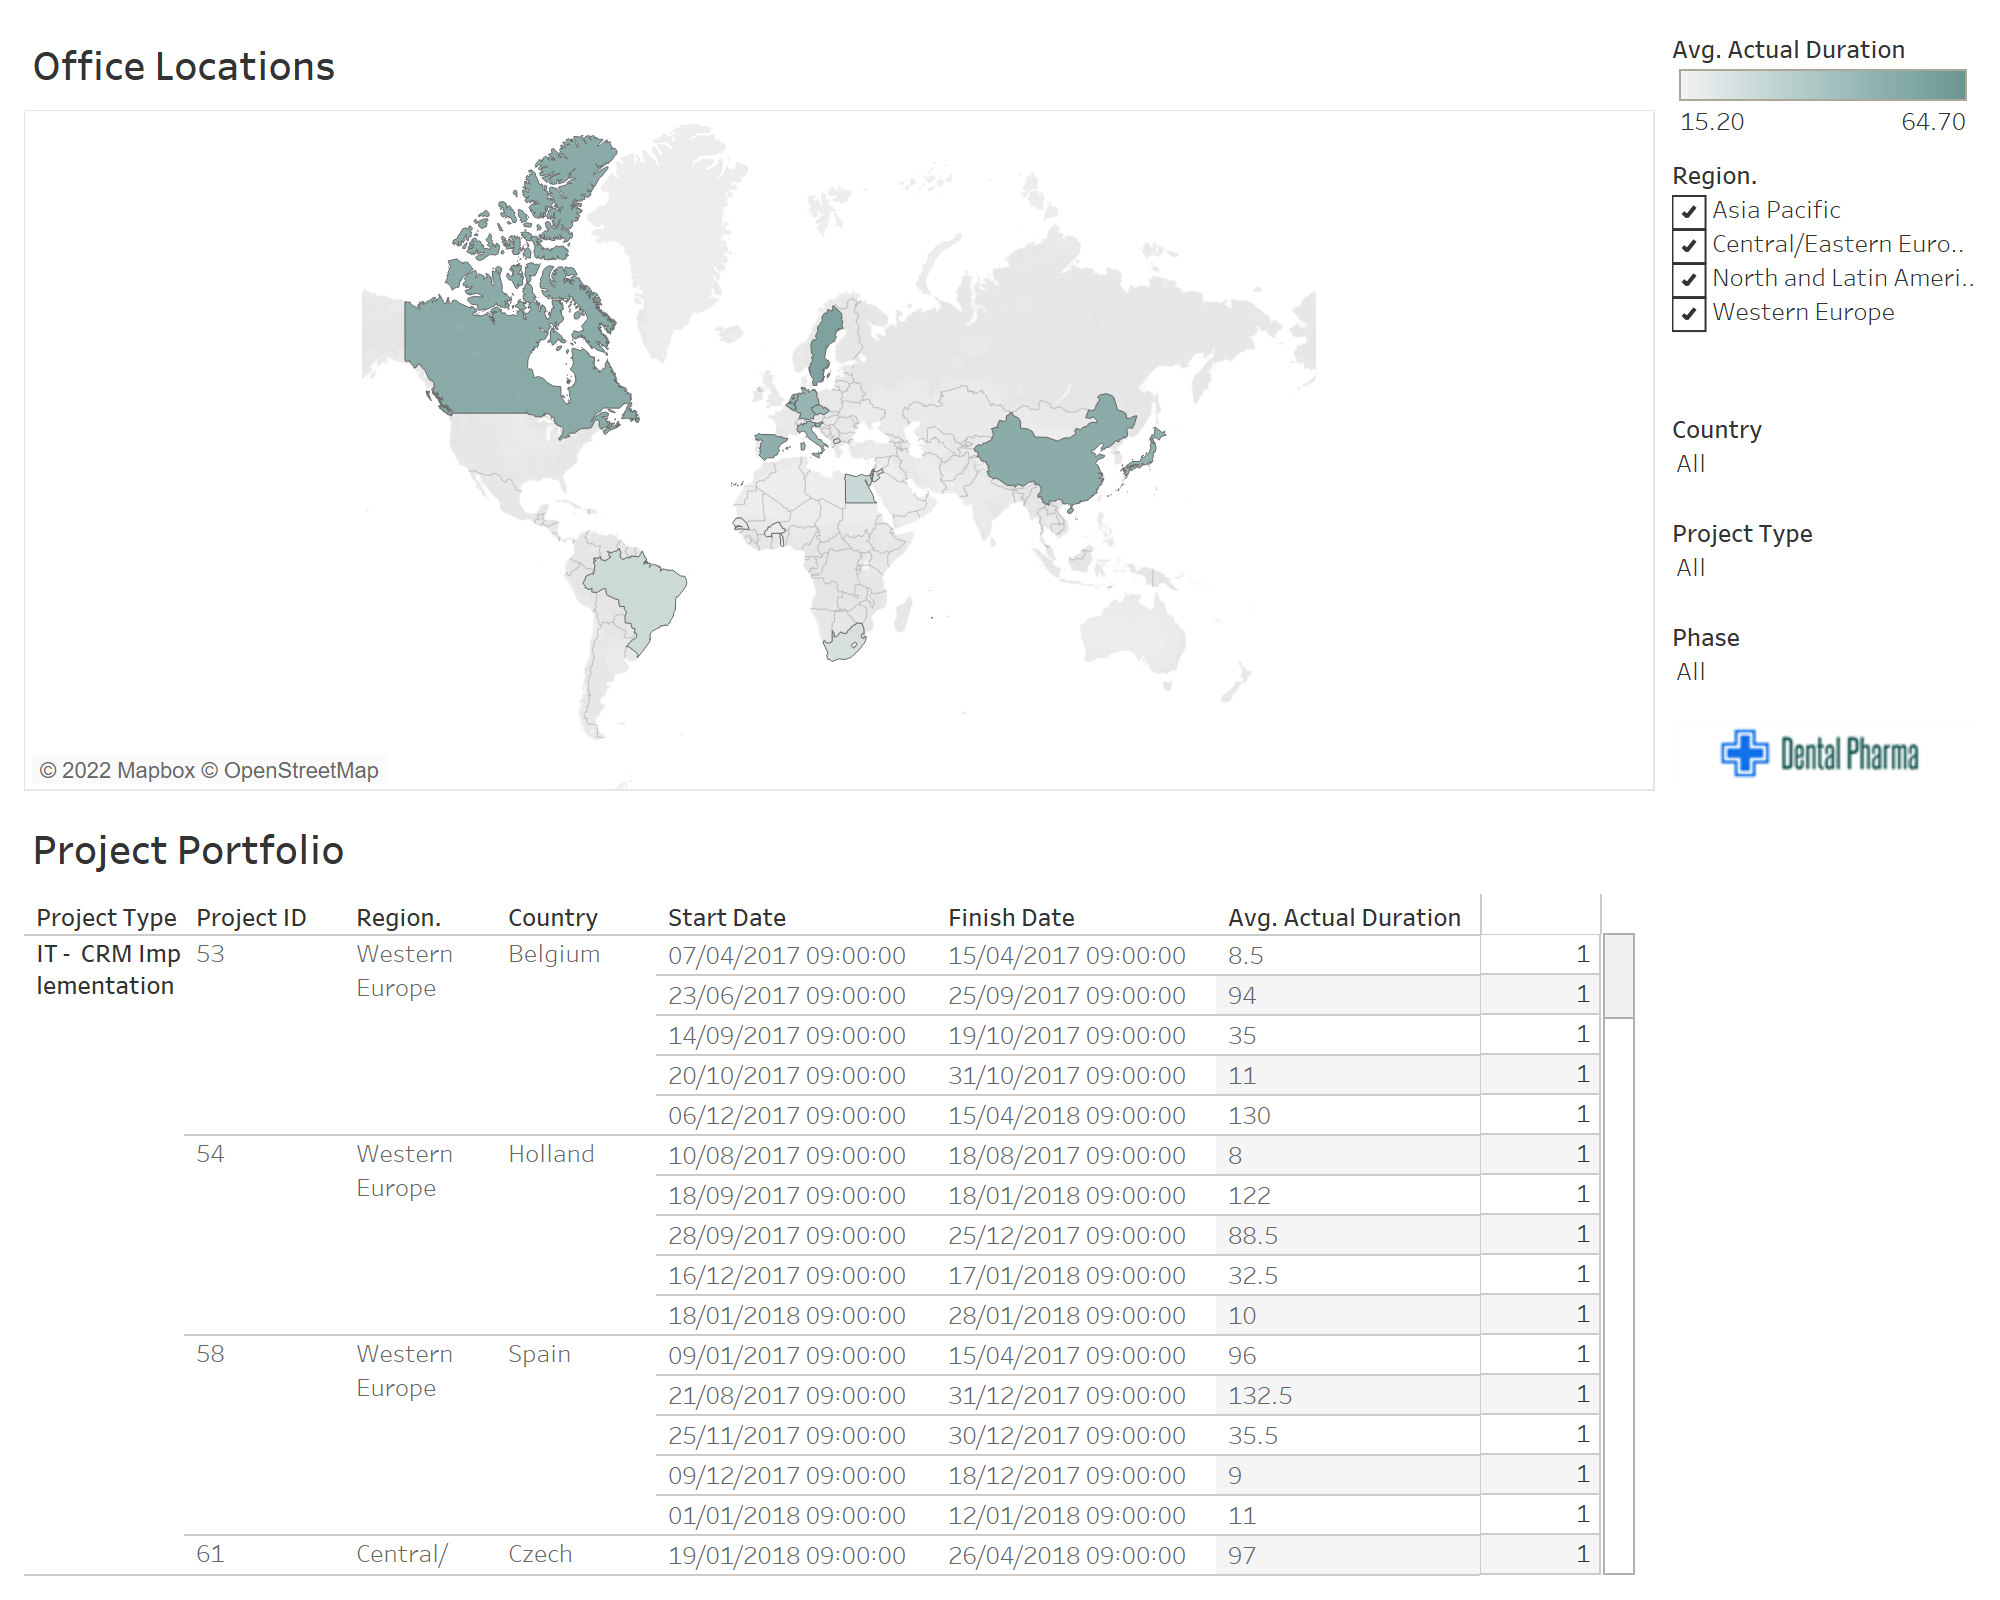 Office Locations
Avg. Actual Duration
15.20 64.70
Region.
Asia Pacific
Central/Eastern Euro..
North and Latin Ameri..
Western Europe
Country
All
Project Type
All
Phase
All
Dental Pharma
© 2022 Mapbox © OpenStreetMap
Project Portfolio
Project Type Project ID Region. Country Start Date Finish Date Avg. Actual Duration
IT - CRM Imp 53 Western Belgium 07/04/2017 09:00:00 15/04/2017 09:00:00 8.5 1
lementation Europe 23/06/2017 09:00:00 25/09/2017 09:00:00 94 1
14/09/2017 09:00:00 19/10/2017 09:00:00 35 1
20/10/2017 09:00:00 31/10/2017 09:00:00 11 1
06/12/2017 09:00:00 15/04/2018 09:00:00 130 1
54 Western Holland 10/08/2017 09:00:00 18/08/2017 09:00:00 8 1
Europe 18/09/2017 09:00:00 18/01/2018 09:00:00 122 1
28/09/2017 09:00:00 25/12/2017 09:00:00 88.5 1
16/12/2017 09:00:00 17/01/2018 09:00:00 32.5 1
18/01/2018 09:00:00 28/01/2018 09:00:00 10 1
58 Western Spain 09/01/2017 09:00:00 15/04/2017 09:00:00 96 1
Europe 21/08/2017 09:00:00 31/12/2017 09:00:00 132.5 1
25/11/2017 09:00:00 30/12/2017 09:00:00 35.5 1
09/12/2017 09:00:00 18/12/2017 09:00:00 9 1
01/01/2018 09:00:00 12/01/2018 09:00:00 11 1
61 Central/ Czech 19/01/2018 09:00:00 26/04/2018 09:00:00 97 1